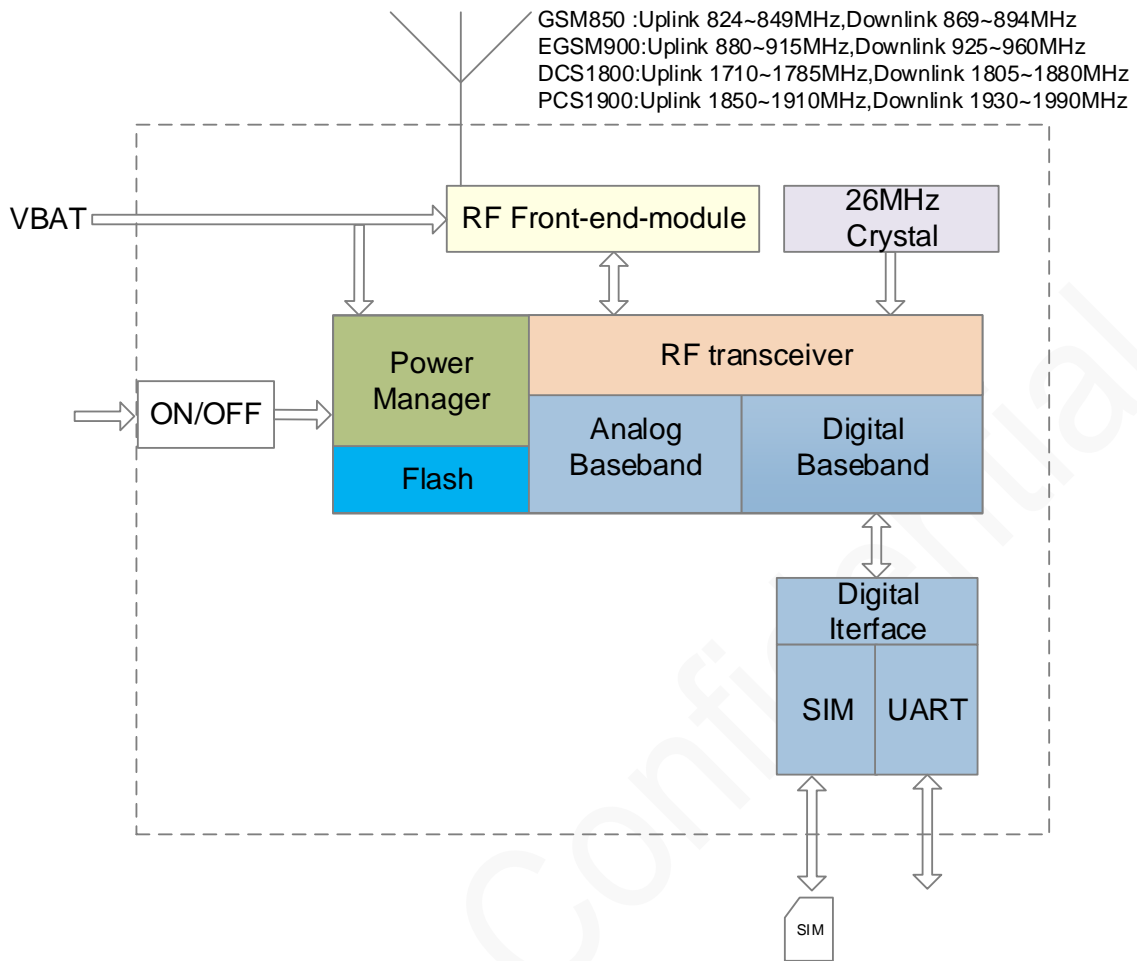 GSM850 :Uplink 824~849MHz,Downlink 869~894MHz
EGSM900:Uplink 880~915MHz,Downlink 925~960MHz
DCS1800:Uplink 1710~1785MHz,Downlink 1805~1880MHz
PCS1900:Uplink 1850~1910MHz,Downlink 1930~1990MHz
VBAT
RF Front-end-module
26MHz
Crystal
Power
Manager
RF transceiver
ON/OFF
Flash
Analog
Baseband
Digital
Baseband
Digital
Iterface
SIM
UART
SIM
Confidential